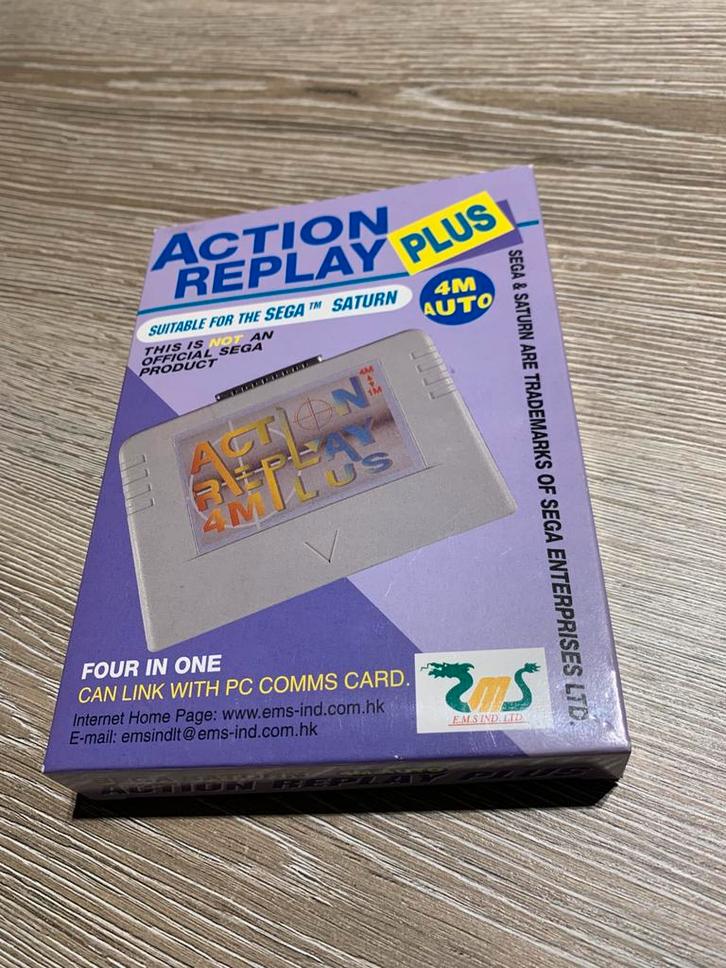 ACTION
REPLAY
PLUS
SUITABLE FOR THE SEGA™ SATURN
4M
AUTO
THIS IS NOT AN
OFFICIAL SEGA
PRODUCT
SEGA & SATURN ARE TRADEMARKS OF SEGA ENTERPRISES LTD.
4M
1M
ACTION
REPLAY
4M PLUS
FOUR IN ONE
CAN LINK WITH PC COMMS CARD.
Internet Home Page: www.ems-ind.com.hk
E-mail: emsindlt@ems-ind.com.hk
EMS
E.M.S IND. LTD.
ACTION REPLAY PLUS